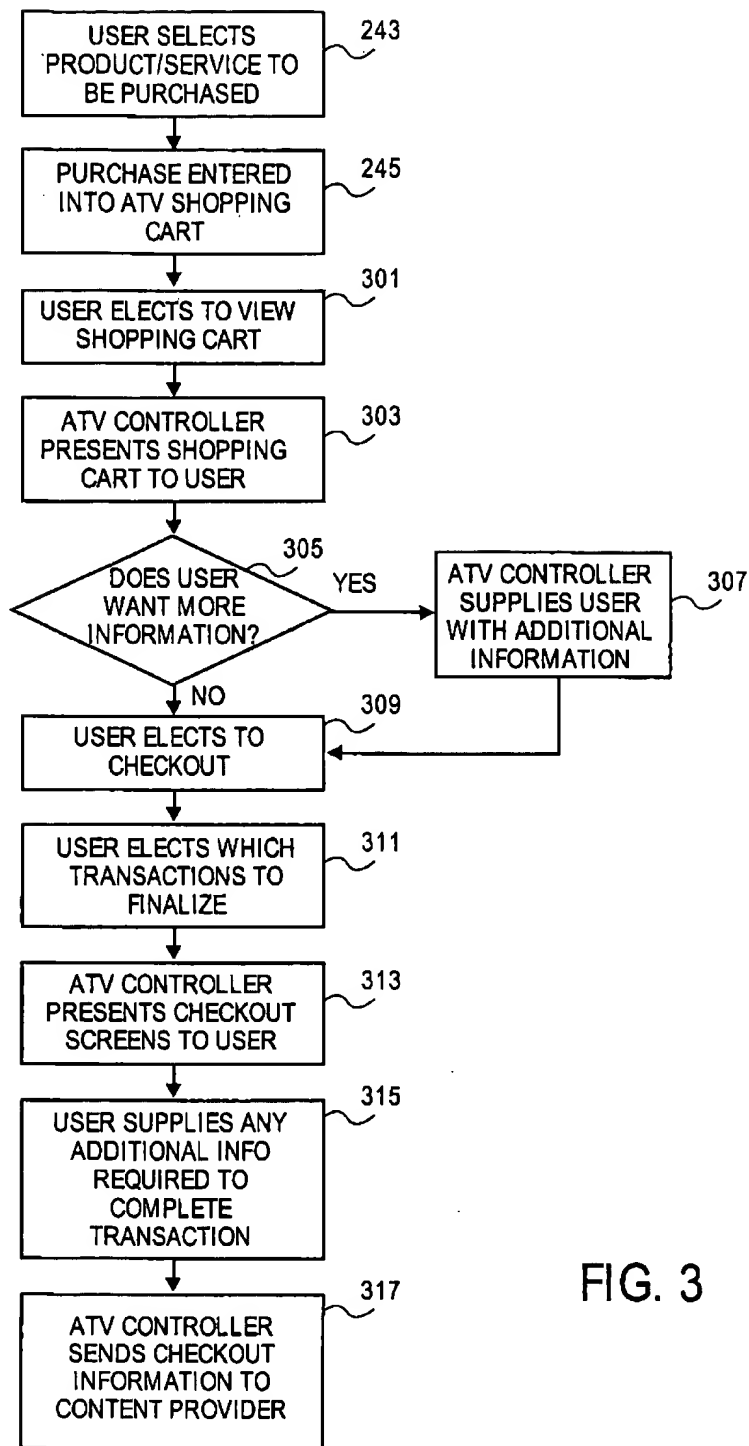 243
USER SELECTS
PRODUCT/SERVICE TO
BE PURCHASED
245
PURCHASE ENTERED
INTO ATV SHOPPING
CART
301
USER ELECTS TO VIEW
SHOPPING CART
303
ATV CONTROLLER
PRESENTS SHOPPING
CART TO USER
305
DOES USER
WANT MORE
INFORMATION?
YES
ATV CONTROLLER
SUPPLIES USER
WITH ADDITIONAL
INFORMATION
307
NO
309
USER ELECTS TO
CHECKOUT
311
USER ELECTS WHICH
TRANSACTIONS TO
FINALIZE
313
ATV CONTROLLER
PRESENTS CHECKOUT
SCREENS TO USER
315
USER SUPPLIES ANY
ADDITIONAL INFO
REQUIRED TO
COMPLETE
TRANSACTION
317
ATV CONTROLLER
SENDS CHECKOUT
INFORMATION TO
CONTENT PROVIDER
FIG. 3